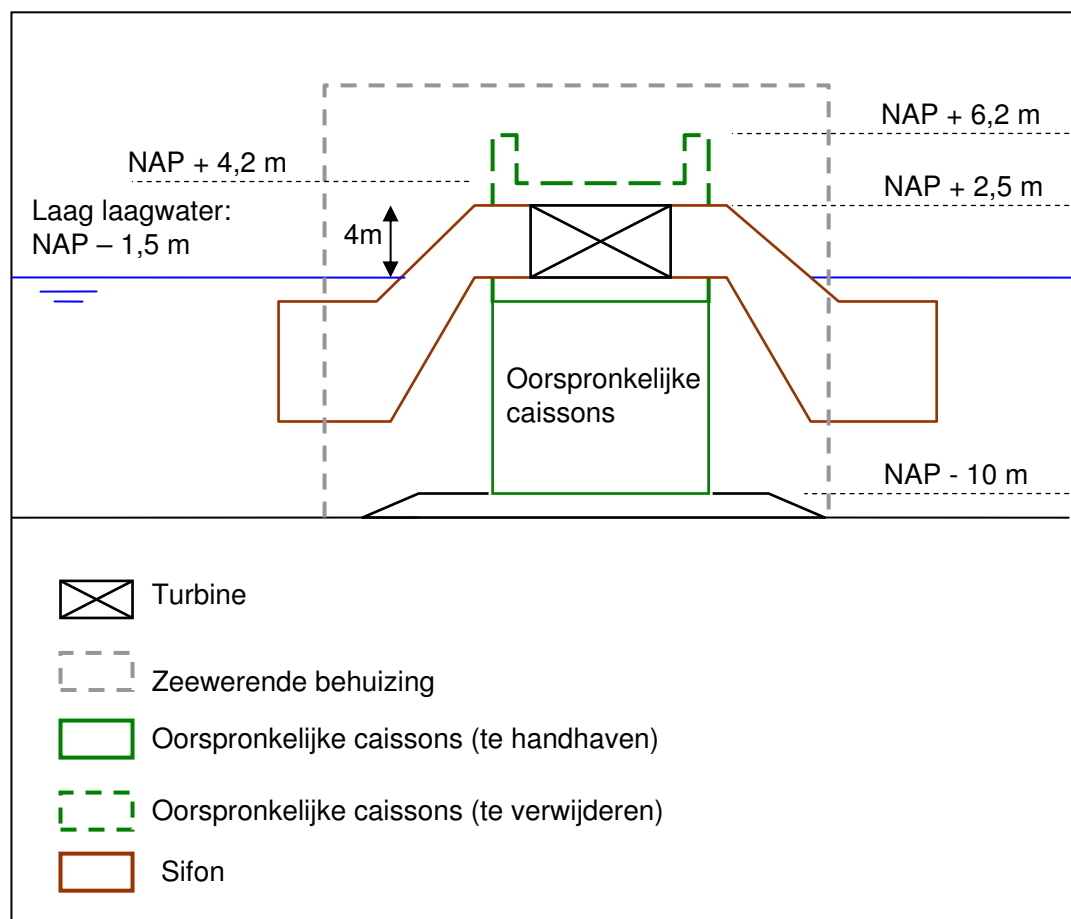 NAP + 6,2 m
NAP + 4,2 m
NAP + 2,5 m
Laag laagwater:
NAP – 1,5 m
4m
Oorspronkelijke
caissons
NAP - 10 m
Turbine
Zeewerende behuizing
Oorspronkelijke caissons (te handhaven)
Oorspronkelijke caissons (te verwijderen)
Sifon